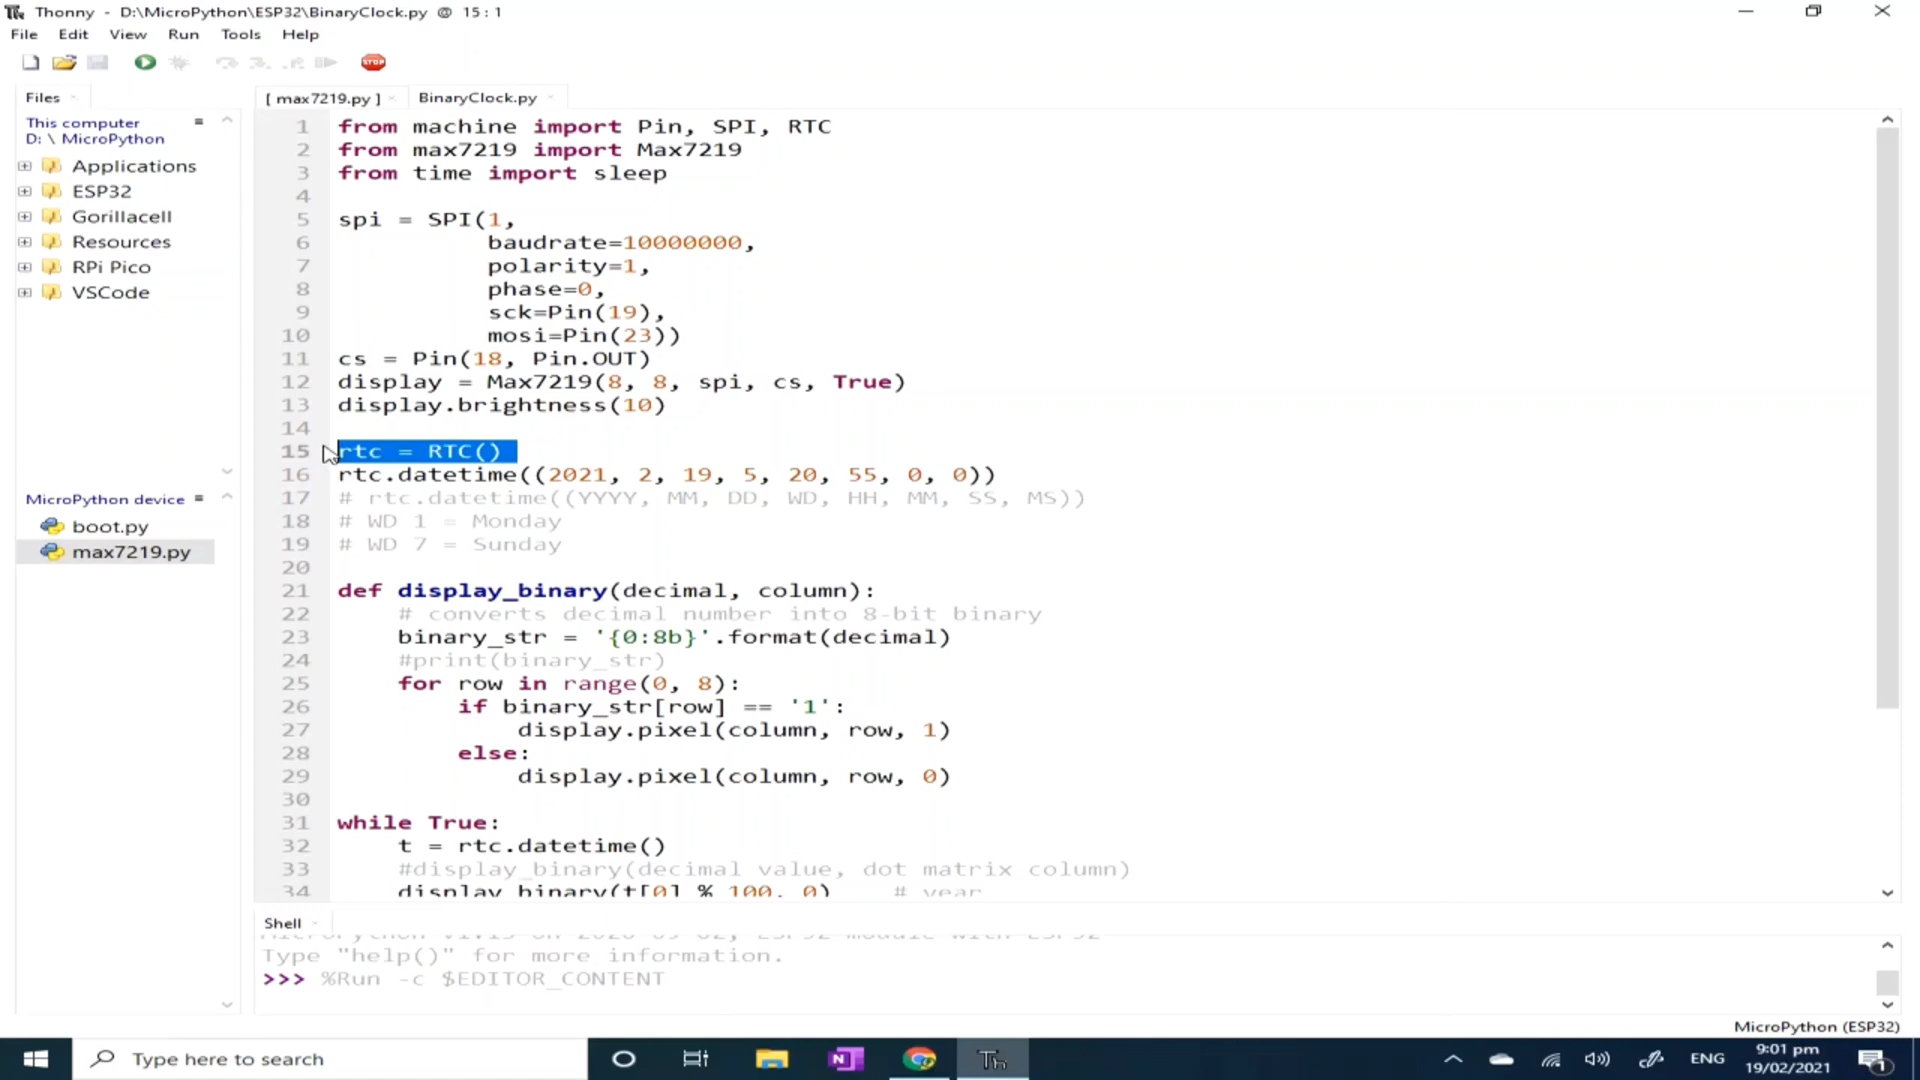 Thonny - D:\MicroPython\ESP32\BinaryClock.py @ 15 : 1
File Edit View Run Tools Help
STOP
Files
This computer
D: \ MicroPython
Applications
ESP32
Gorillacell
Resources
RPi Pico
VSCode
MicroPython device
boot.py
max7219.py
[ max7219.py ] BinaryClock.py
1 from machine import Pin, SPI, RTC
2 from max7219 import Max7219
3 from time import sleep
4
5 spi = SPI(1,
6 baudrate=10000000,
7 polarity=1,
8 phase=0,
9 sck=Pin(19),
10 mosi=Pin(23))
11 cs = Pin(18, Pin.OUT)
12 display = Max7219(8, 8, spi, cs, True)
13 display.brightness(10)
14
15 rtc = RTC()
16 rtc.datetime((2021, 2, 19, 5, 20, 55, 0, 0))
17 # rtc.datetime((YYYY, MM, DD, WD, HH, MM, SS, MS))
18 # WD 1 = Monday
19 # WD 7 = Sunday
20
21 def display_binary(decimal, column):
22 # converts decimal number into 8-bit binary
23 binary_str = '{0:8b}'.format(decimal)
24 #print(binary_str)
25 for row in range(0, 8):
26 if binary_str[row] == '1':
27 display.pixel(column, row, 1)
28 else:
29 display.pixel(column, row, 0)
30
31 while True:
32 t = rtc.datetime()
33 #display_binary(decimal value, dot matrix column)
34 display_binary(t[0] % 100, 0) # year
Shell
Type "help()" for more information.
>>> %Run -c $EDITOR_CONTENT
MicroPython (ESP32)
Type here to search
N
Th
ENG
9:01 pm
19/02/2021
1